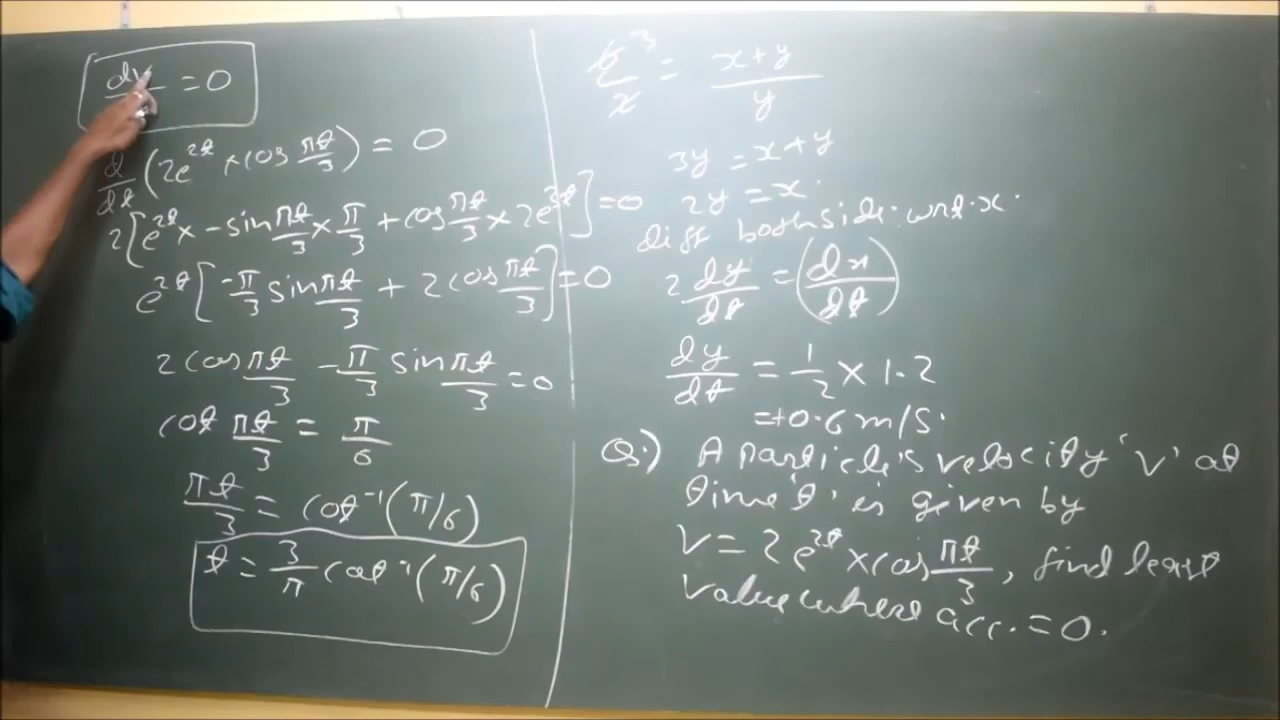 dv/dt = 0
d/dt (2e^2t × cos πt/3) = 0
2[e^2t × -sin πt/3 × π/3 + cos πt/3 × 2e^2t] = 0
e^2t [-π/3 sin πt/3 + 2 cos πt/3] = 0
2 cos πt/3 - π/3 sin πt/3 = 0
cot πt/3 = π/6
πt/3 = cot^-1 (π/6)
t = 3/π cot^-1 (π/6)
6^3/x = x+y/y
3y = x+y
2y = x.
diff both side. wrt. x.
2 dy/dt = (dx/dt)
dy/dt = 1/2 × 1.2
= +0.6 m/s.
Q.) A particle's velocity 'v' at
time 't' is given by
V = 2e^2t × cos πt/3, find least
value where acc. = 0.